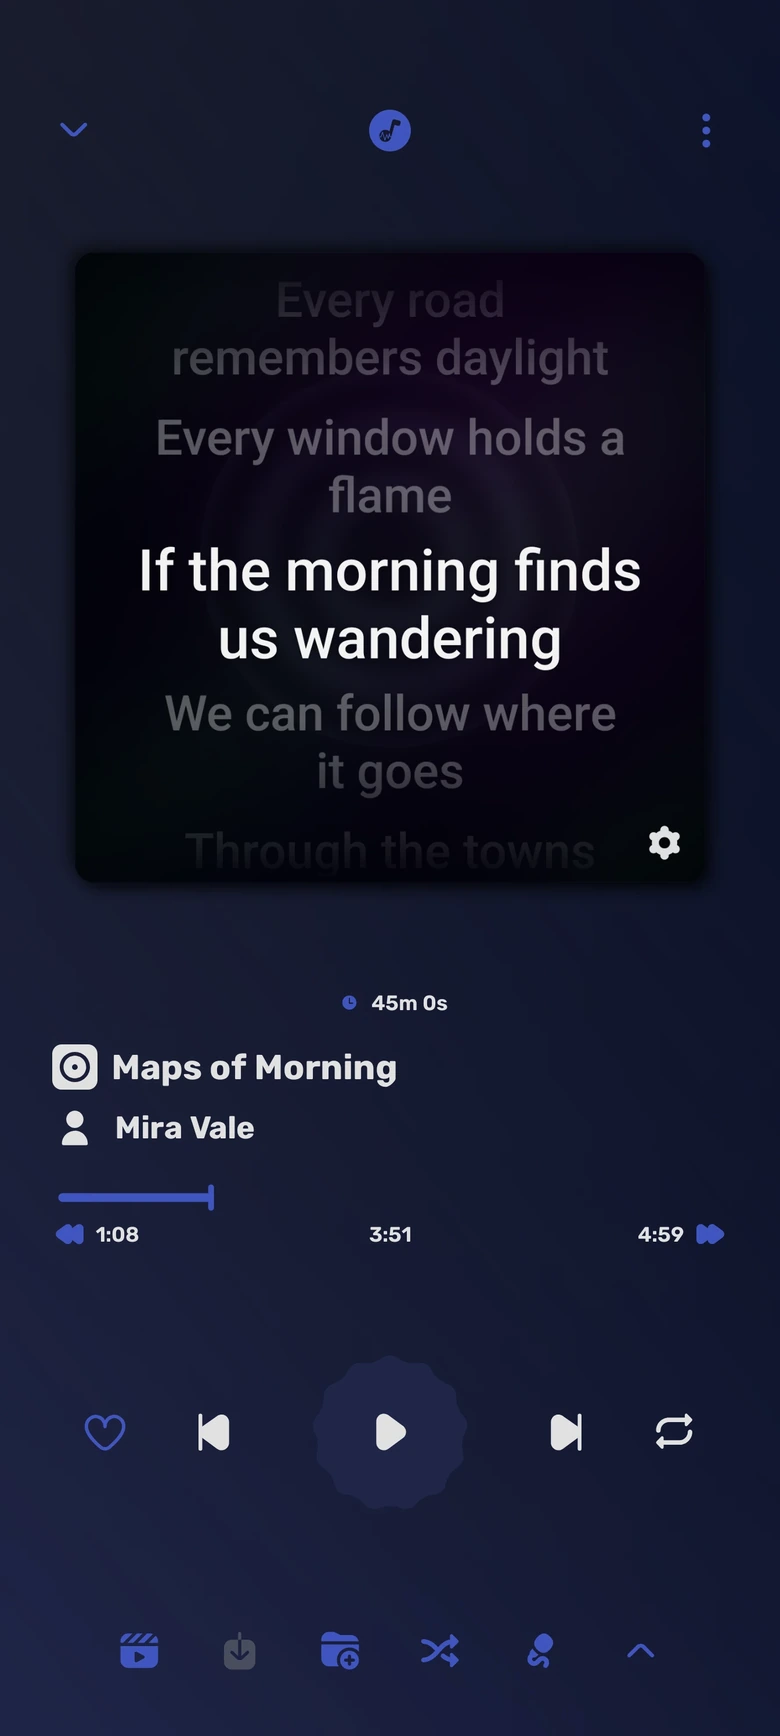 Every road
remembers daylight
Every window holds a
flame
If the morning finds
us wandering
We can follow where
it goes
Through the towns
45m 0s
Maps of Morning
Mira Vale
1:08 3:51 4:59